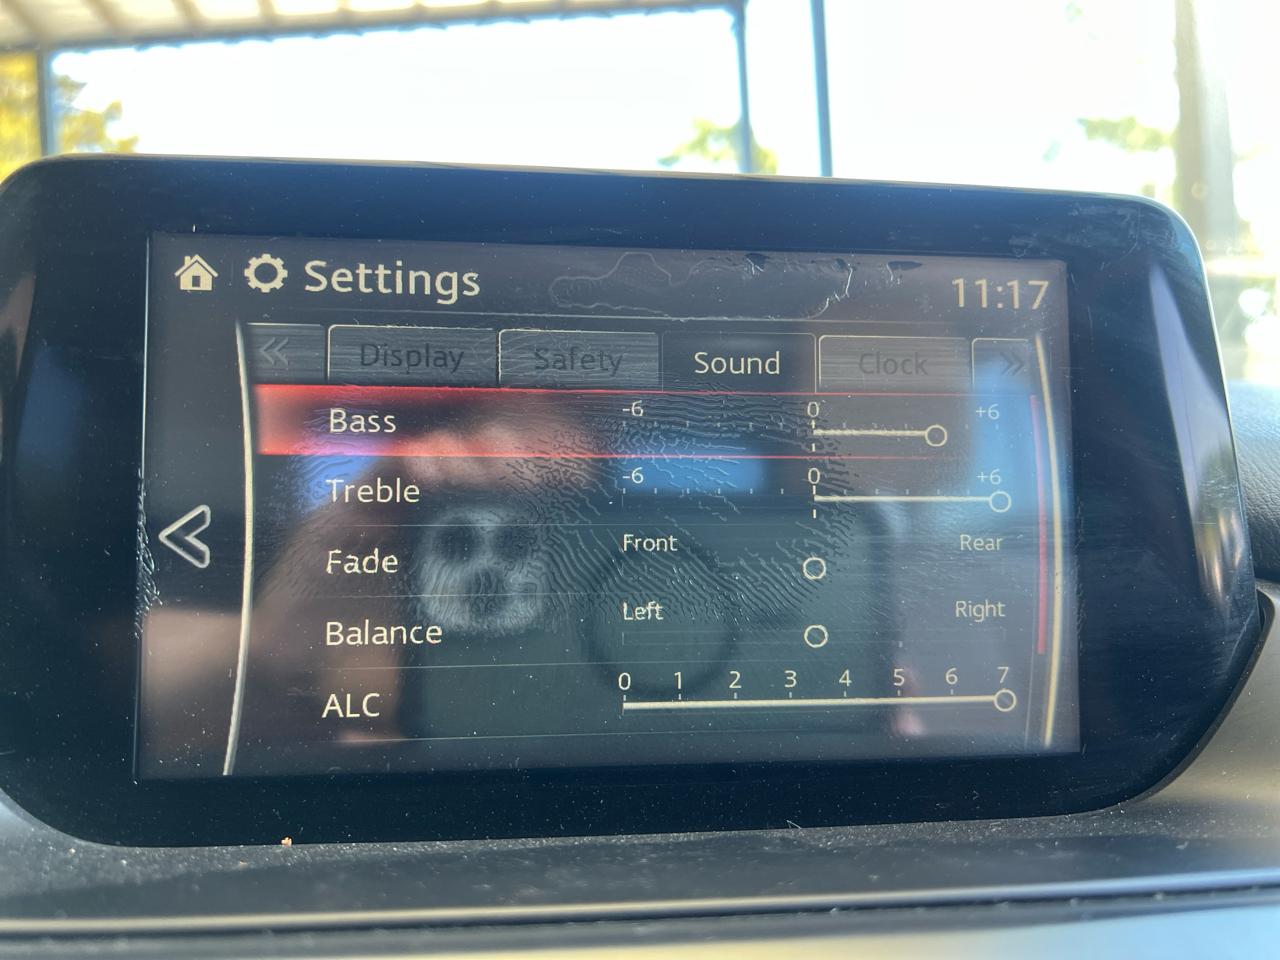 Settings
11:17
Display Safety Sound Clock
Bass -6 0 +6
Treble -6 0 +6
Fade Front Rear
Balance Left Right
ALC 0 1 2 3 4 5 6 7